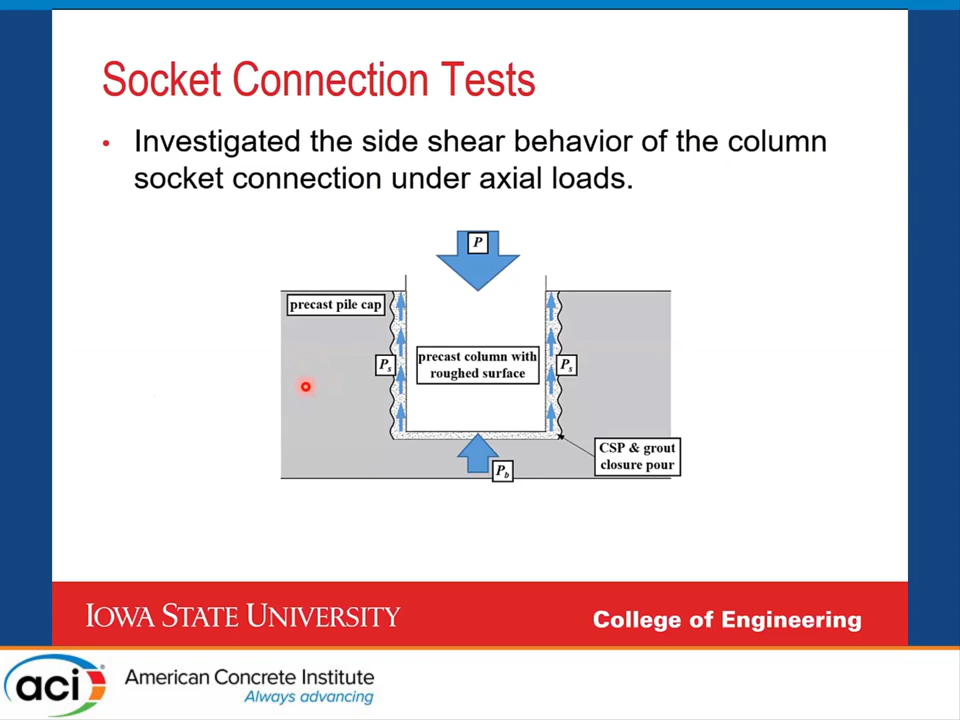 Socket Connection Tests
• Investigated the side shear behavior of the column
socket connection under axial loads.
P
precast pile cap
Ps
precast column with
roughed surface
Ps
CSP & grout
closure pour
Pb
IOWA STATE UNIVERSITY
College of Engineering
aci
American Concrete Institute
Always advancing